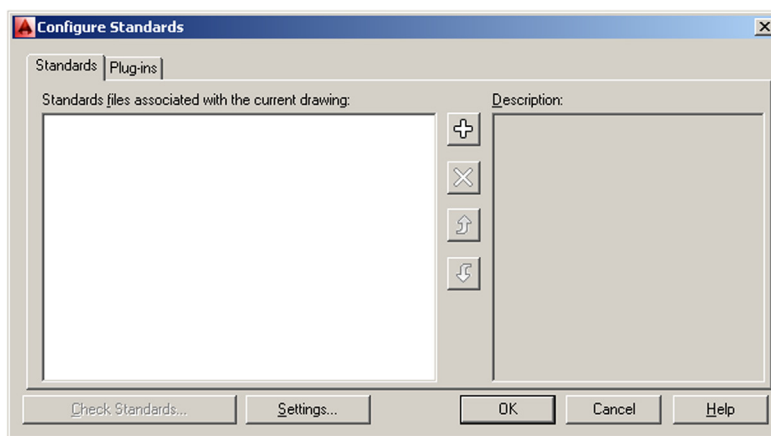 Configure Standards
Standards Plug-ins
Standards files associated with the current drawing:
Description:
Check Standards... Settings... OK Cancel Help